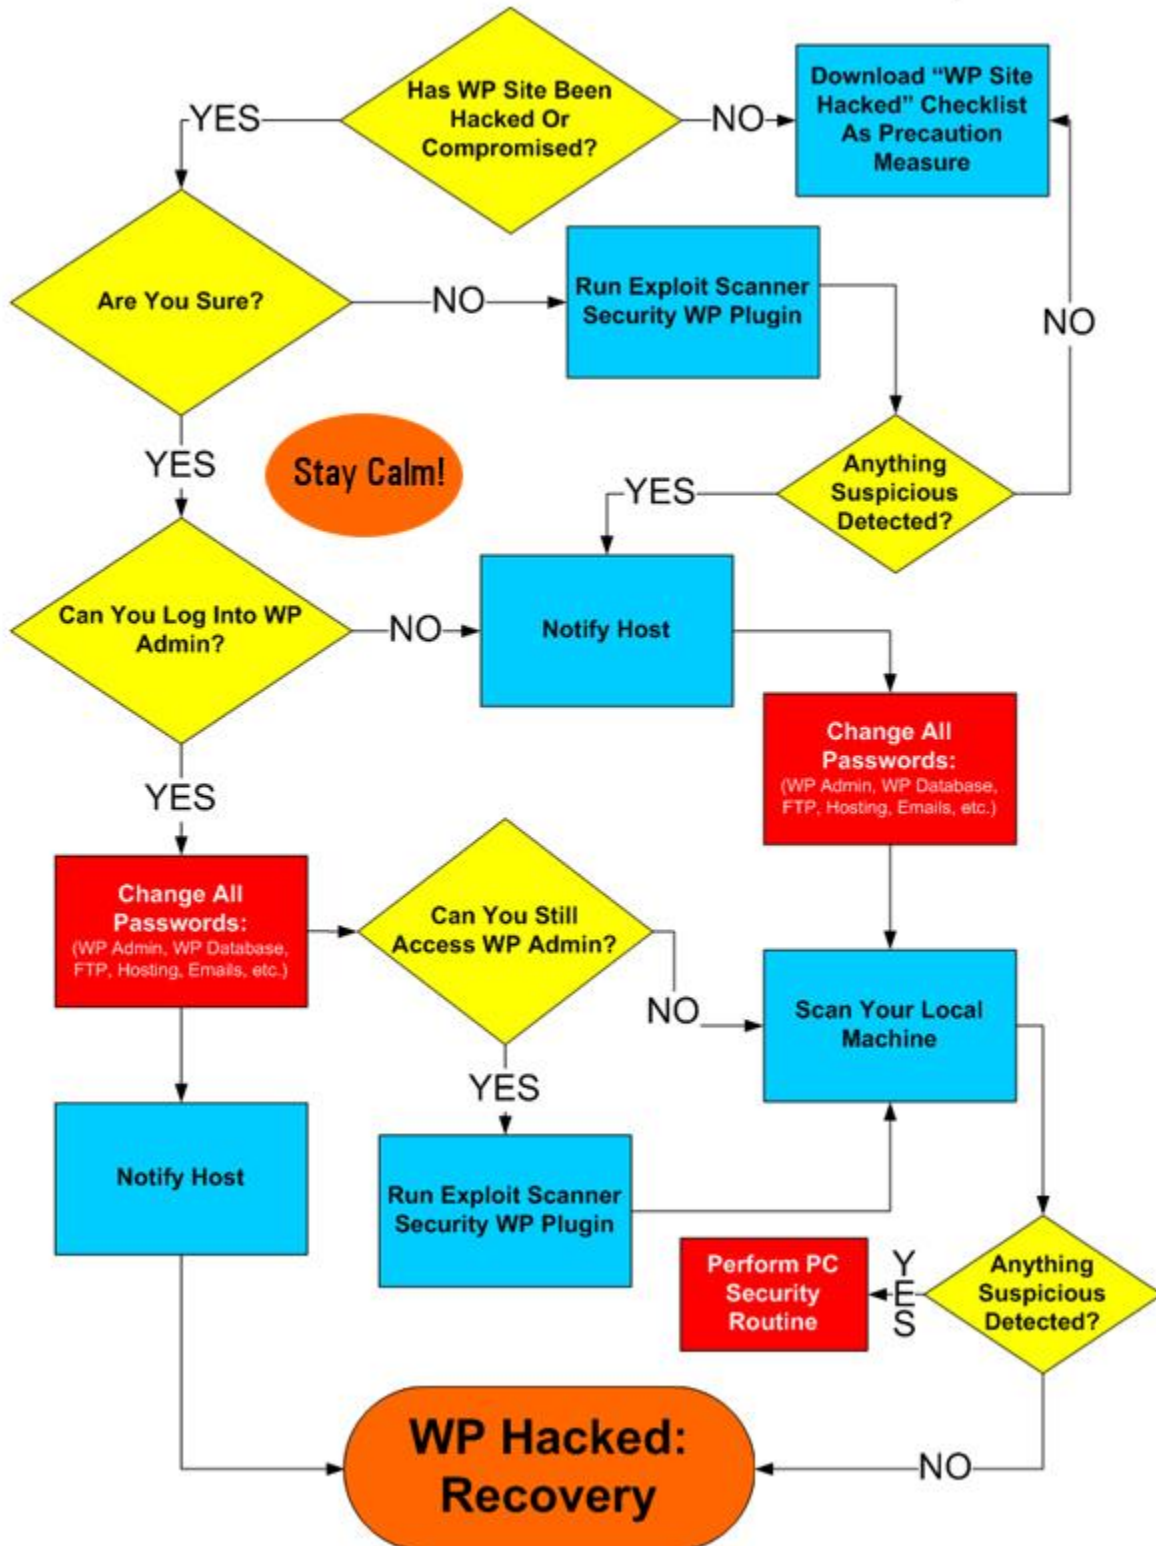 Has WP Site Been
Hacked Or
Compromised?
YES
NO
Download “WP Site
Hacked” Checklist
As Precaution
Measure
Are You Sure?
NO
Run Exploit Scanner
Security WP Plugin
NO
YES
Stay Calm!
Anything
Suspicious
Detected?
YES
Can You Log Into WP
Admin?
NO
Notify Host
Change All
Passwords:
(WP Admin, WP Database,
FTP, Hosting, Emails, etc.)
YES
Change All
Passwords:
(WP Admin, WP Database,
FTP, Hosting, Emails, etc.)
Can You Still
Access WP Admin?
NO
Scan Your Local
Machine
YES
Notify Host
Run Exploit Scanner
Security WP Plugin
Perform PC
Security
Routine
YES
Anything
Suspicious
Detected?
WP Hacked:
Recovery
NO